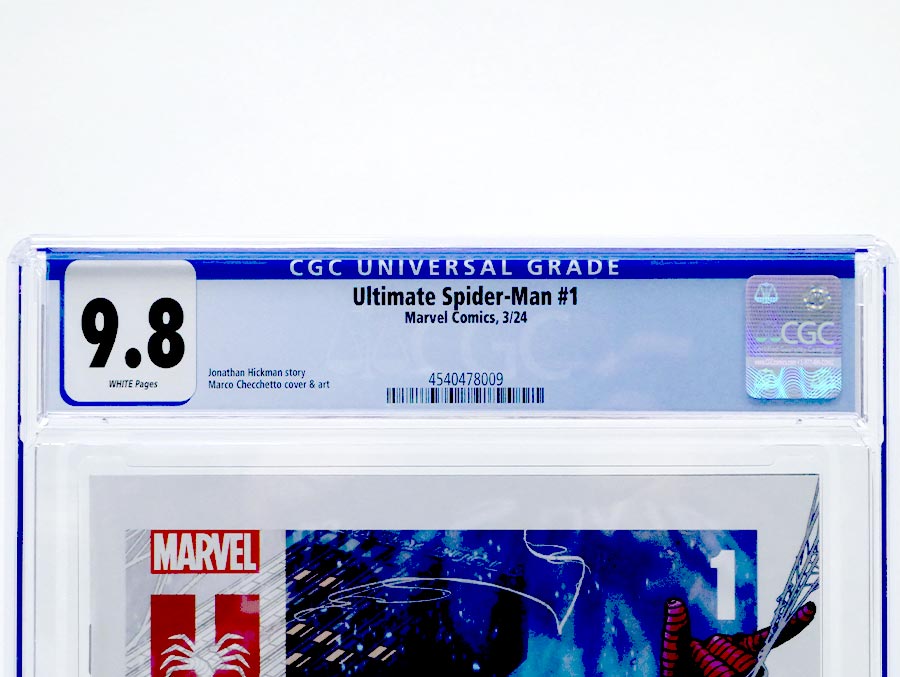 CGC UNIVERSAL GRADE
9.8
WHITE Pages
Ultimate Spider-Man #1
Marvel Comics, 3/24
Jonathan Hickman story
Marco Checchetto cover & art
4540478009
CGC
MARVEL
1